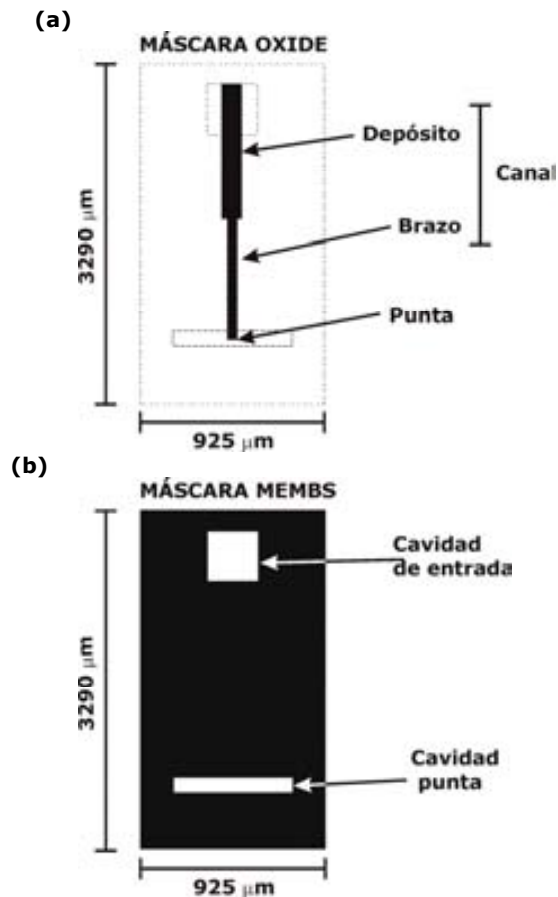 (a)
MÁSCARA OXIDE
Depósito
Canal
Brazo
Punta
3290 µm
925 µm
(b)
MÁSCARA MEMBS
Cavidad
de entrada
3290 µm
Cavidad
punta
925 µm